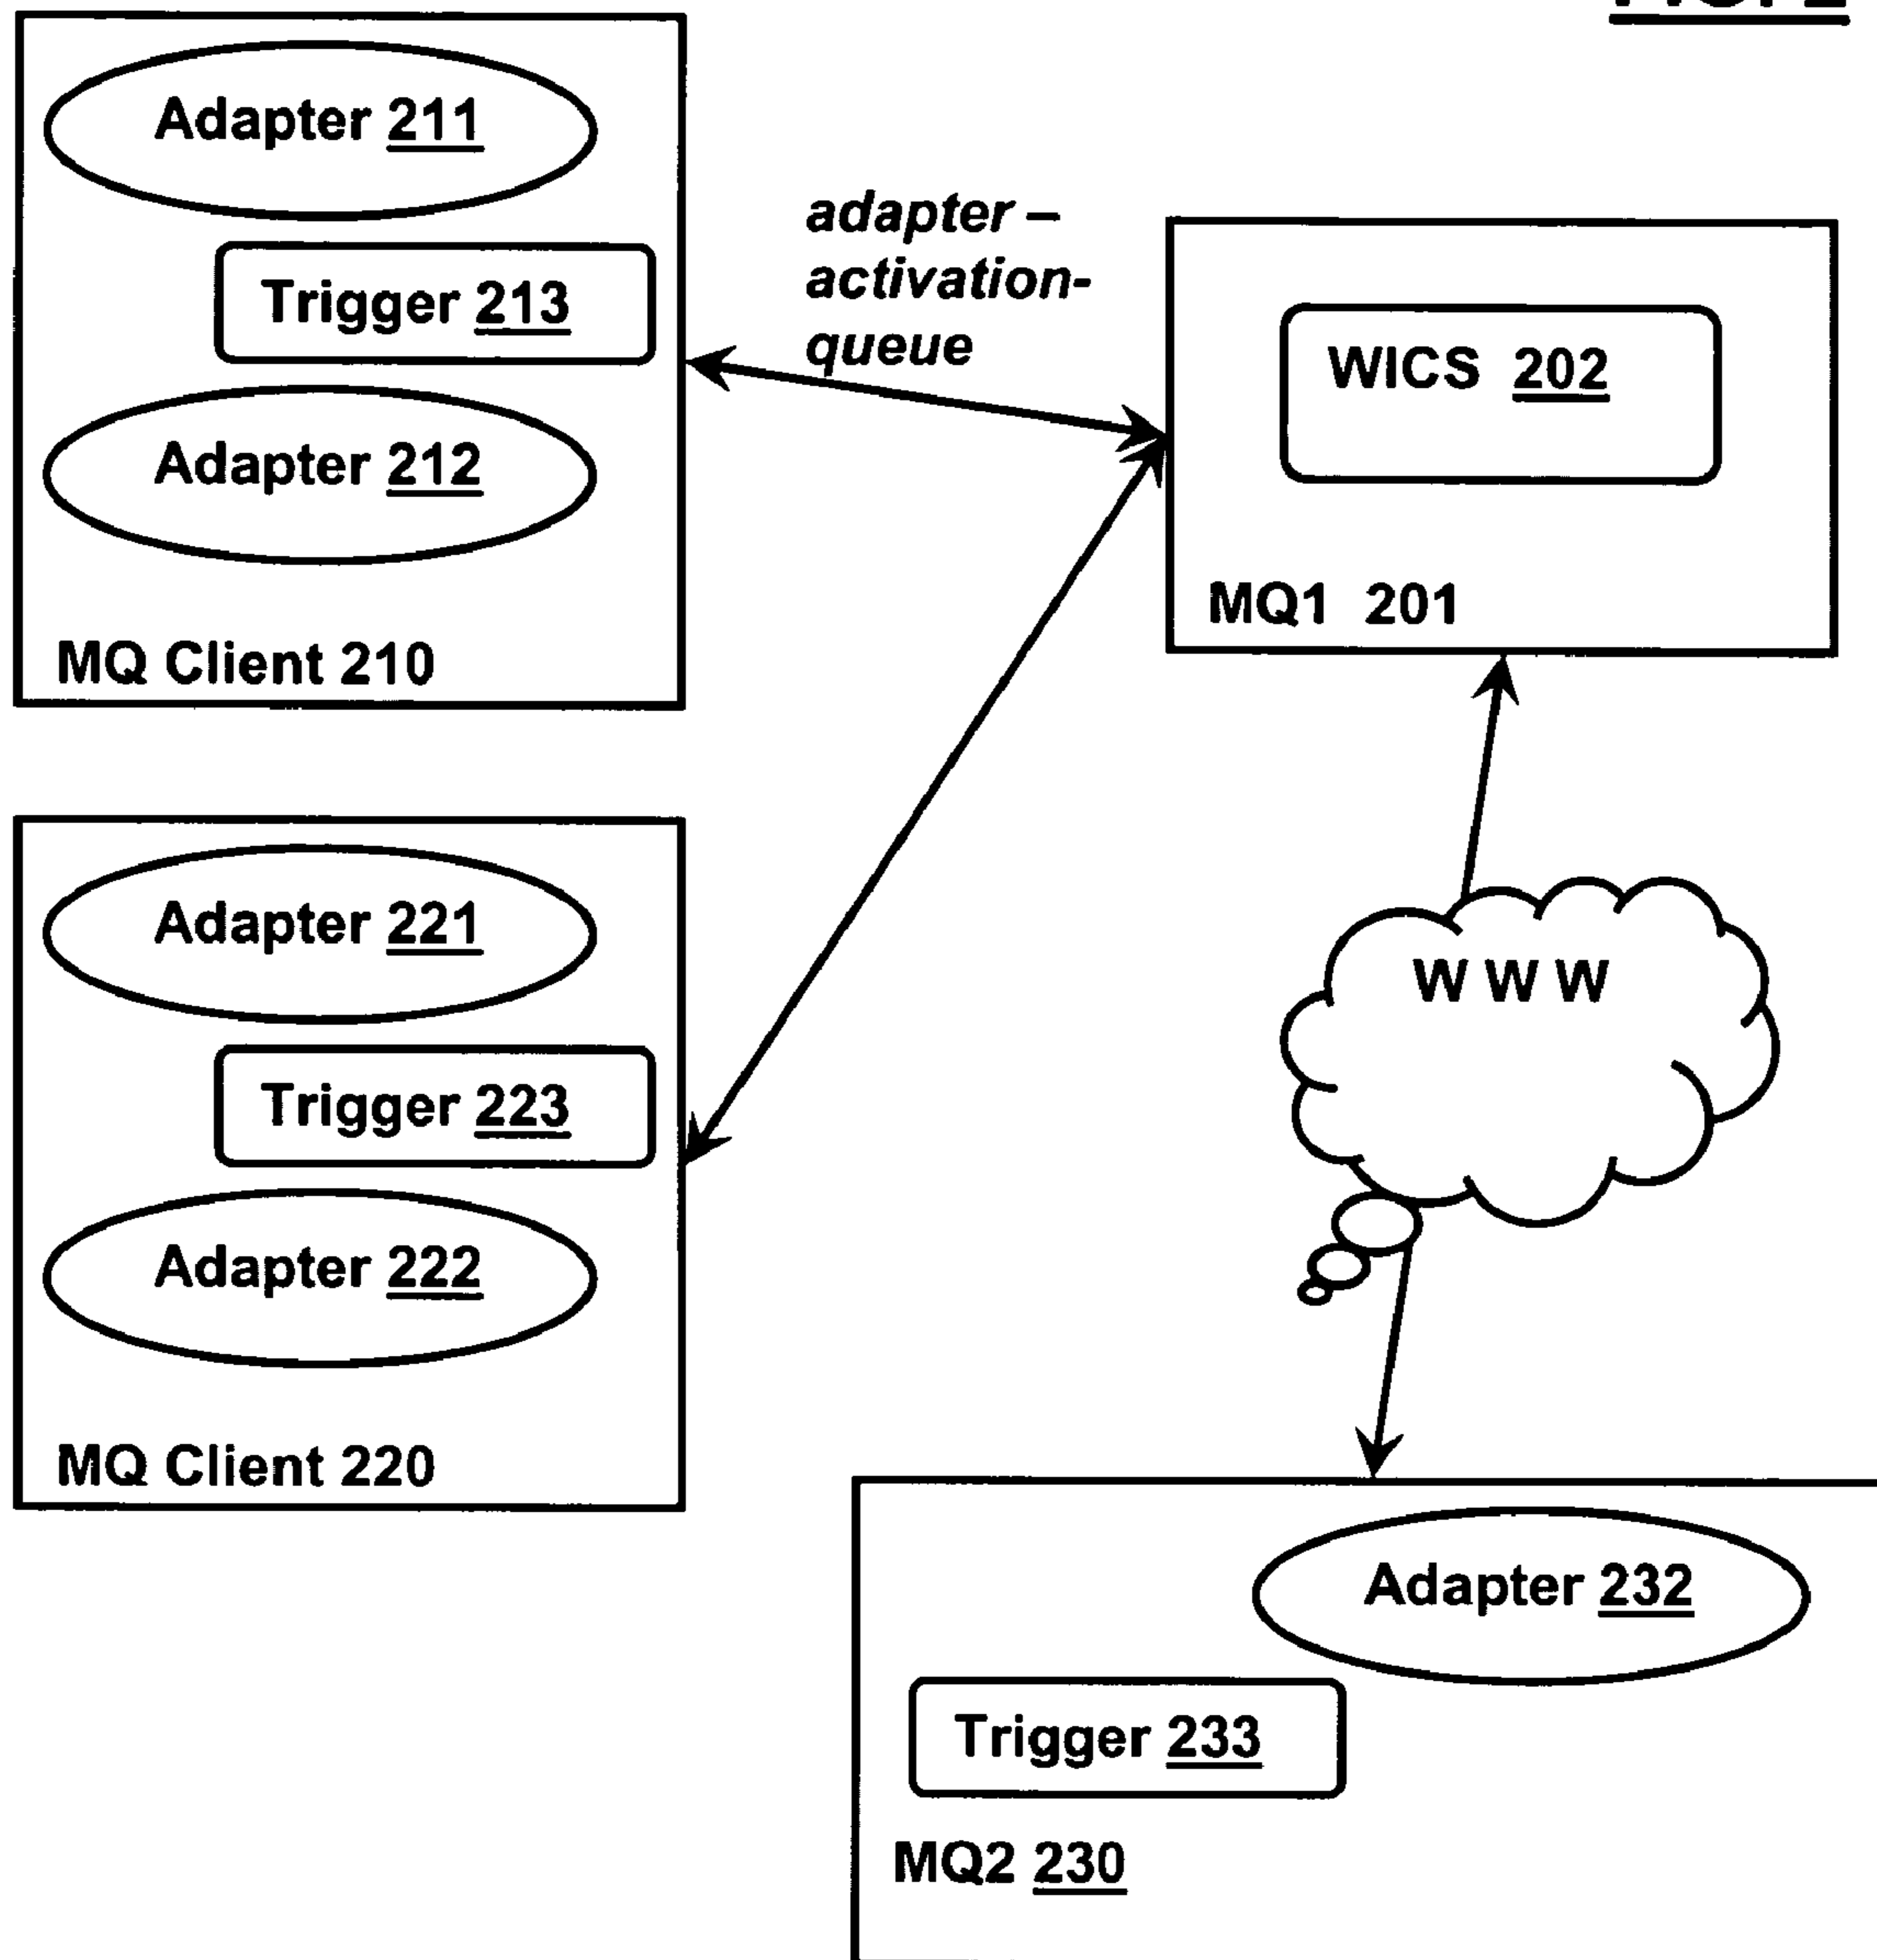 Adapter 211
Trigger 213
Adapter 212
MQ Client 210
adapter –
activation-
queue
WICS 202
MQ1 201
Adapter 221
Trigger 223
Adapter 222
MQ Client 220
W W W
Adapter 232
Trigger 233
MQ2 230